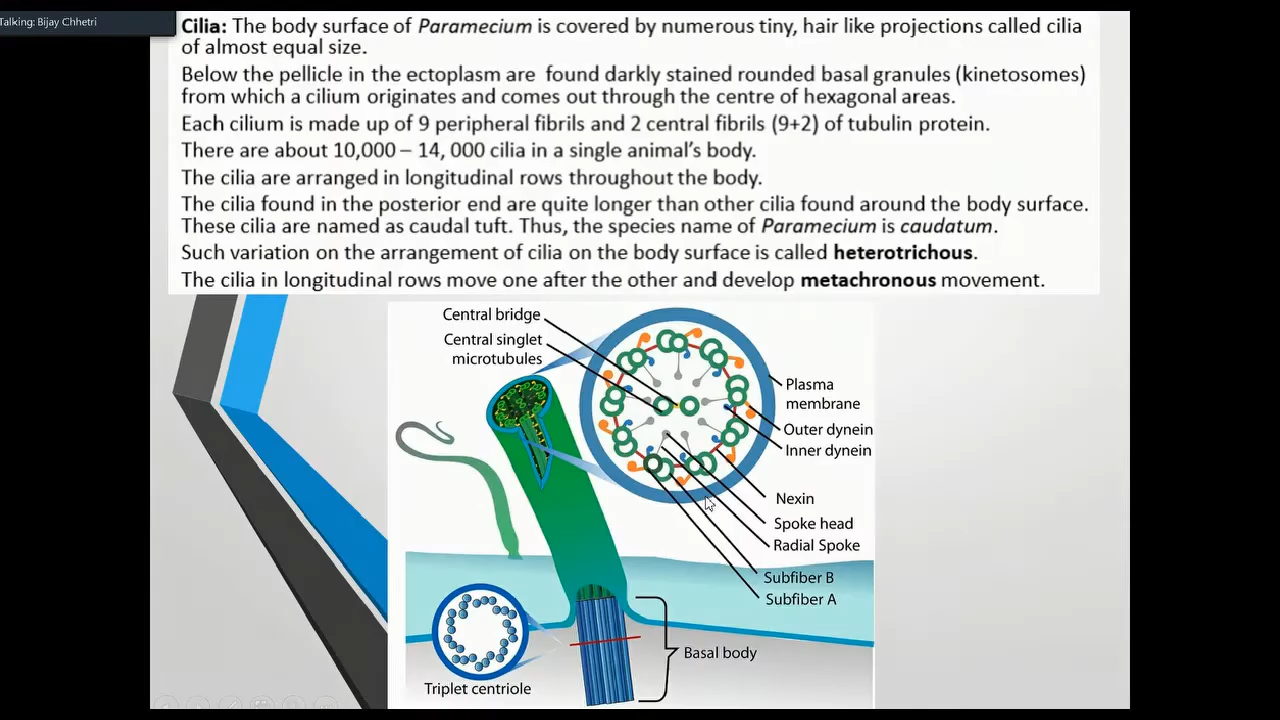 Talking: Bijay Chhetri
Cilia: The body surface of Paramecium is covered by numerous tiny, hair like projections called cilia
of almost equal size.
Below the pellicle in the ectoplasm are found darkly stained rounded basal granules (kinetosomes)
from which a cilium originates and comes out through the centre of hexagonal areas.
Each cilium is made up of 9 peripheral fibrils and 2 central fibrils (9+2) of tubulin protein.
There are about 10,000 – 14, 000 cilia in a single animal's body.
The cilia are arranged in longitudinal rows throughout the body.
The cilia found in the posterior end are quite longer than other cilia found around the body surface.
These cilia are named as caudal tuft. Thus, the species name of Paramecium is caudatum.
Such variation on the arrangement of cilia on the body surface is called heterotrichous.
The cilia in longitudinal rows move one after the other and develop metachronous movement.
Central bridge
Central singlet
microtubules
Plasma
membrane
Outer dynein
Inner dynein
Nexin
Spoke head
Radial Spoke
Subfiber B
Subfiber A
Basal body
Triplet centriole